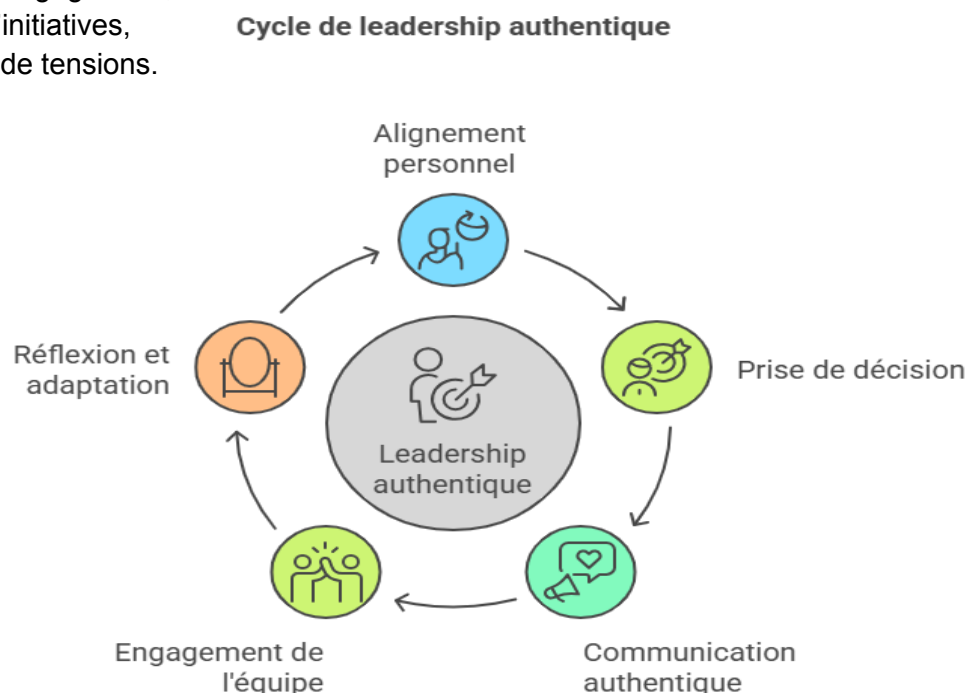 'initiatives,
de tensions.
Cycle de leadership authentique
Alignement
personnel
Prise de décision
Communication
authentique
Engagement de
l'équipe
Réflexion et
adaptation
Leadership
authentique